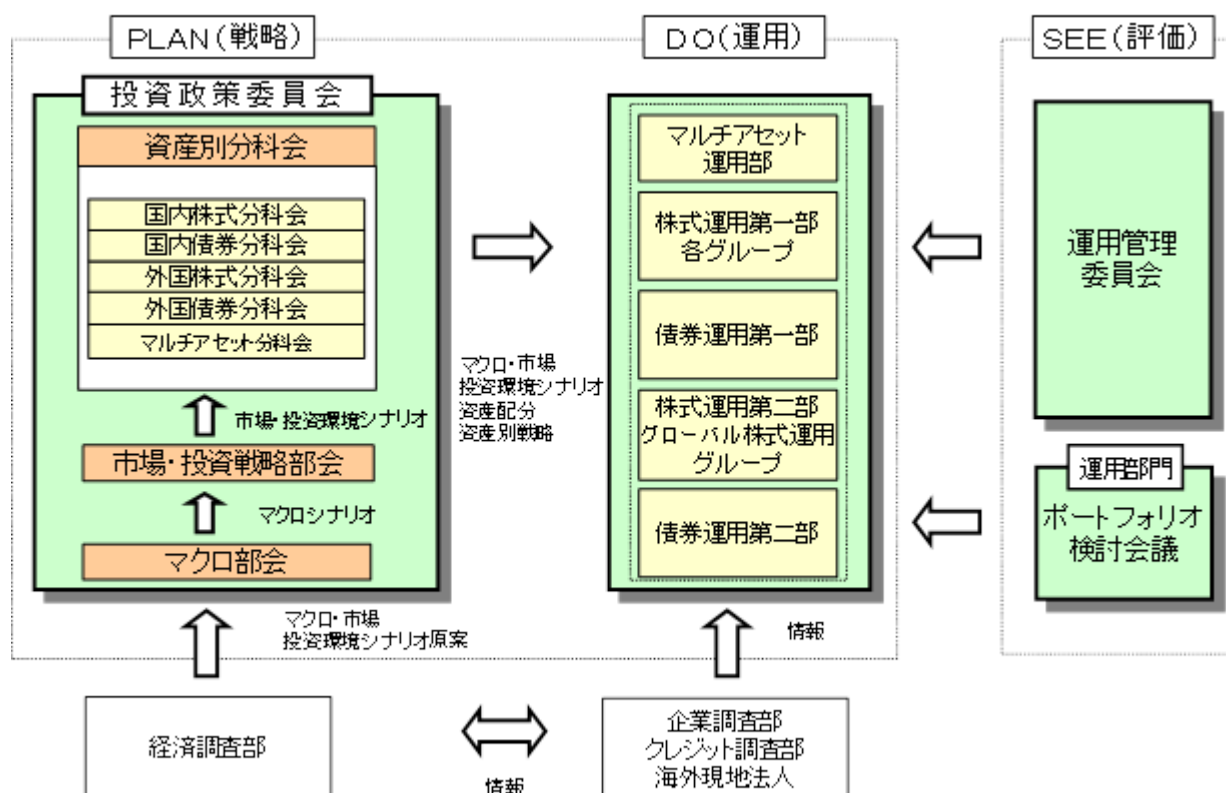 PLAN(戦略)
投資政策委員会
資産別分科会
国内株式分科会
国内債券分科会
外国株式分科会
外国債券分科会
マルチアセット分科会
市場・投資環境シナリオ
市場・投資戦略部会
マクロシナリオ
マクロ部会
マクロ・市場
投資環境シナリオ原案
経済調査部
マクロ・市場
投資環境シナリオ
資産配分
資産別戦略
情報
DO(運用)
マルチアセット
運用部
株式運用第一部
各グループ
債券運用第一部
株式運用第二部
グローバル株式運用
グループ
債券運用第二部
情報
企業調査部
クレジット調査部
海外現地法人
SEE(評価)
運用管理
委員会
運用部門
ポートフォリオ
検討会議